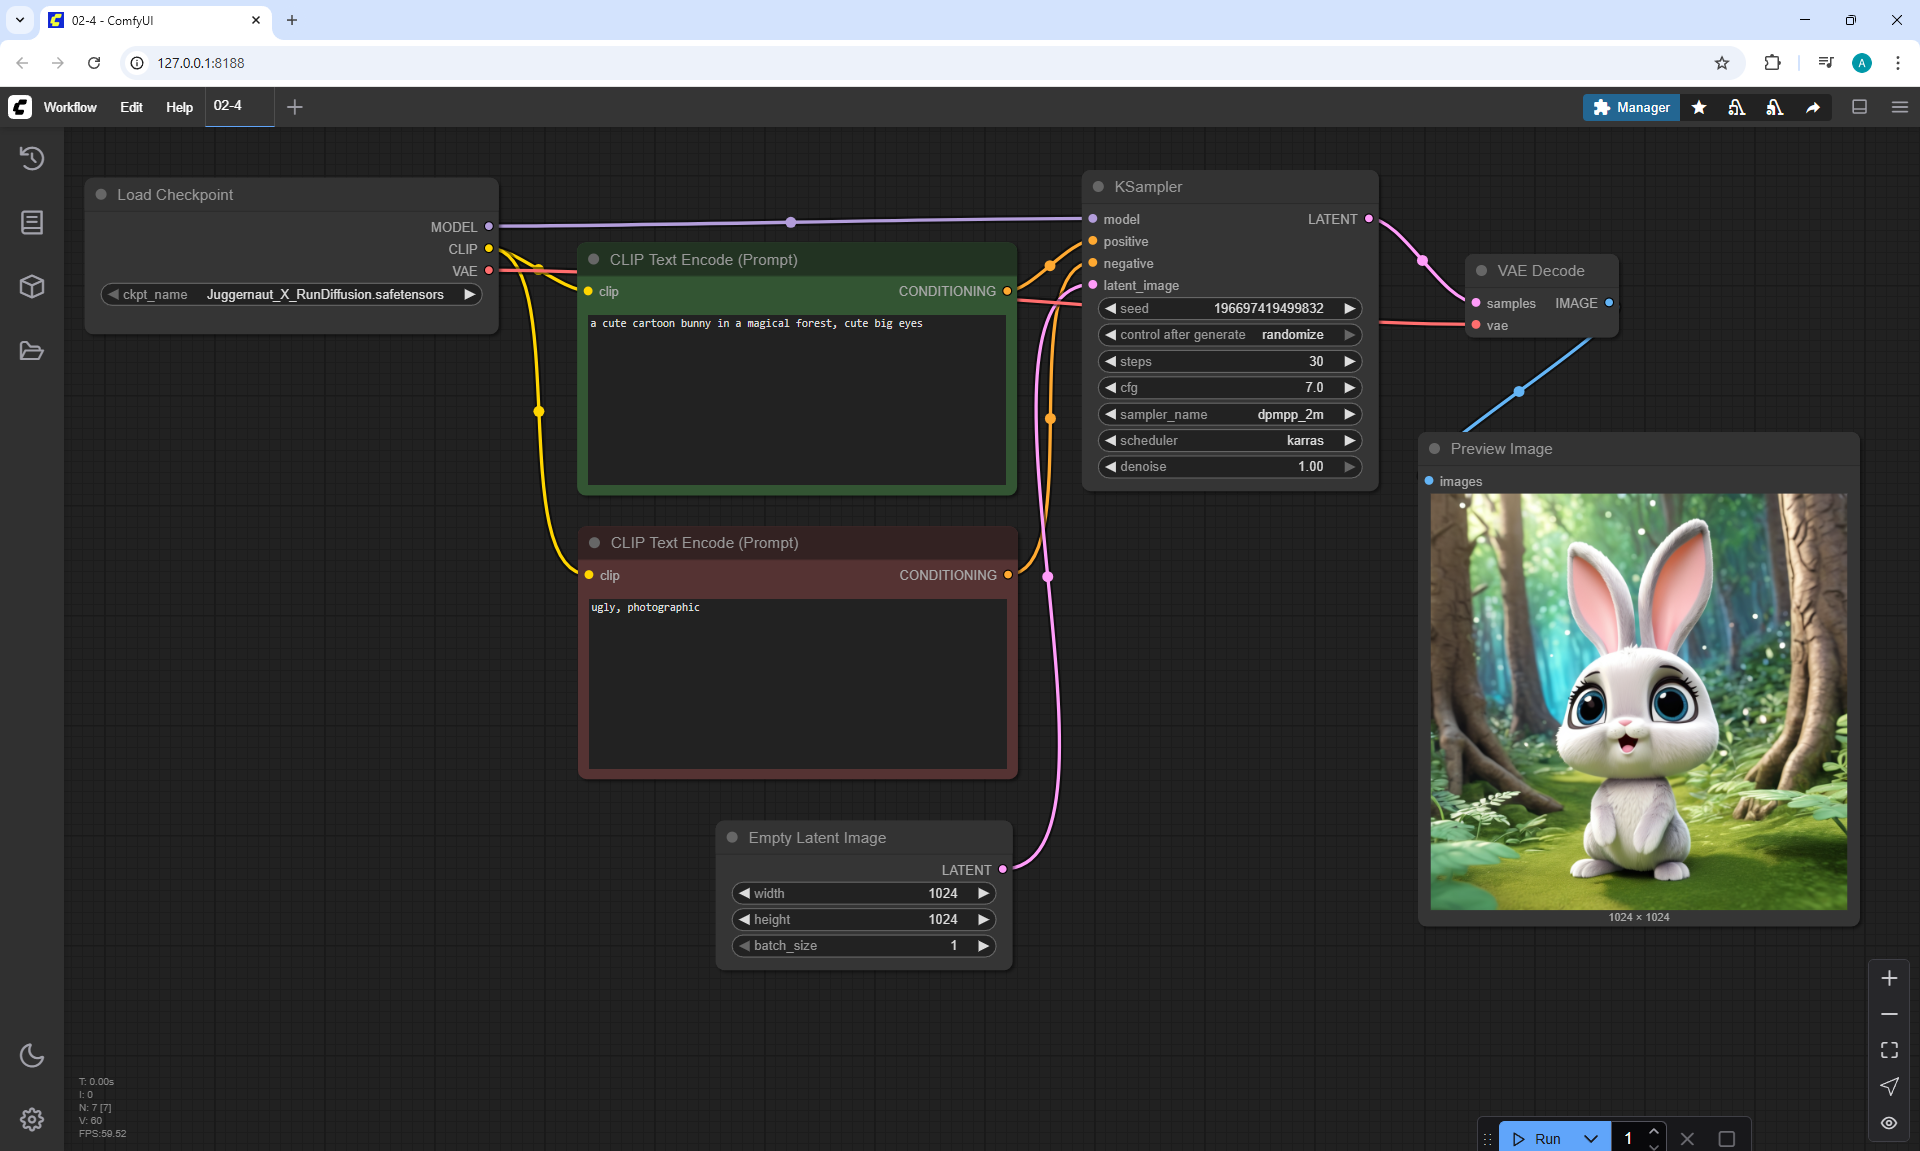 02-4 - ComfyUI
127.0.0.1:8188
A
Workflow Edit Help 02-4
Manager
Load Checkpoint
MODEL
CLIP
VAE
ckpt_name Juggernaut_X_RunDiffusion.safetensors
CLIP Text Encode (Prompt)
clip CONDITIONING
a cute cartoon bunny in a magical forest, cute big eyes
CLIP Text Encode (Prompt)
clip CONDITIONING
ugly, photographic
Empty Latent Image
LATENT
width 1024
height 1024
batch_size 1
KSampler
model LATENT
positive
negative
latent_image
seed 196697419499832
control after generate randomize
steps 30
cfg 7.0
sampler_name dpmpp_2m
scheduler karras
denoise 1.00
VAE Decode
samples IMAGE
vae
Preview Image
images
1024 × 1024
T: 0.00s
I: 0
N: 7 [7]
V: 60
FPS:59.52
Run 1